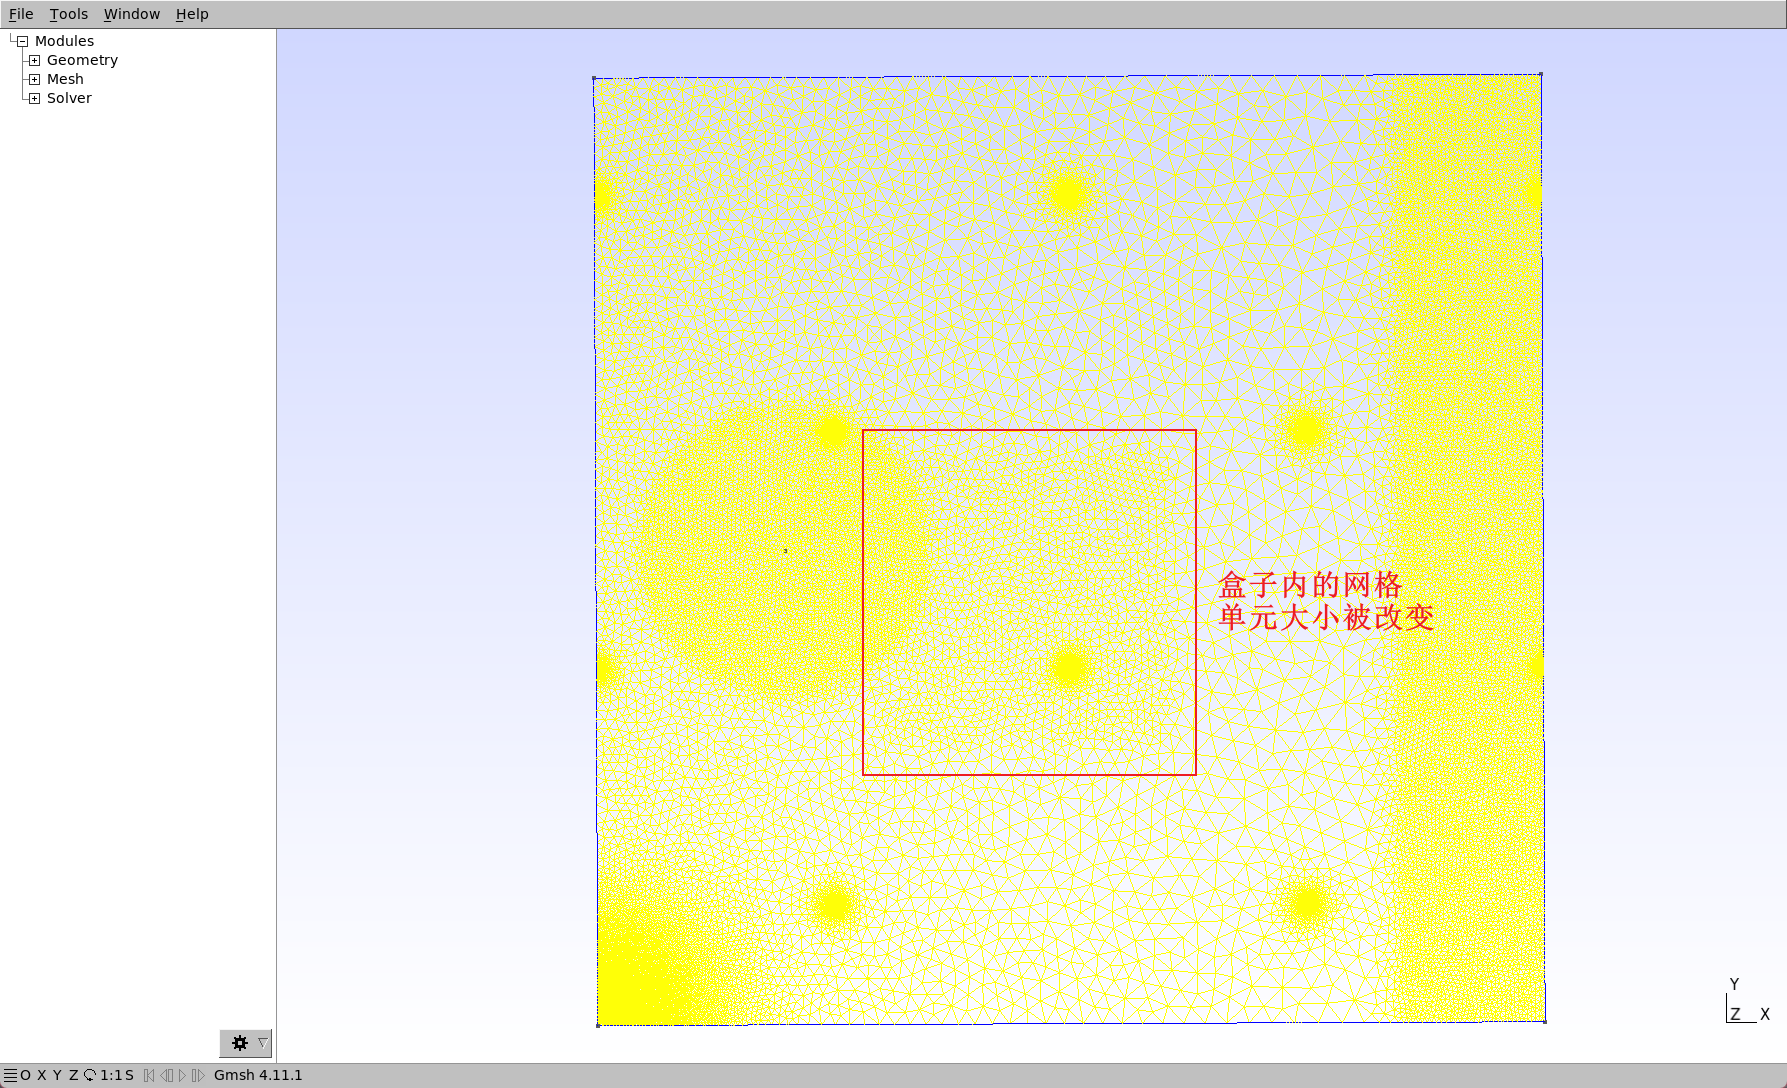 File Tools Window Help
Modules
Geometry
Mesh
Solver
3
盒子内的网格
单元大小被改变
Y
Z X
O X Y Z 1:1 S Gmsh 4.11.1